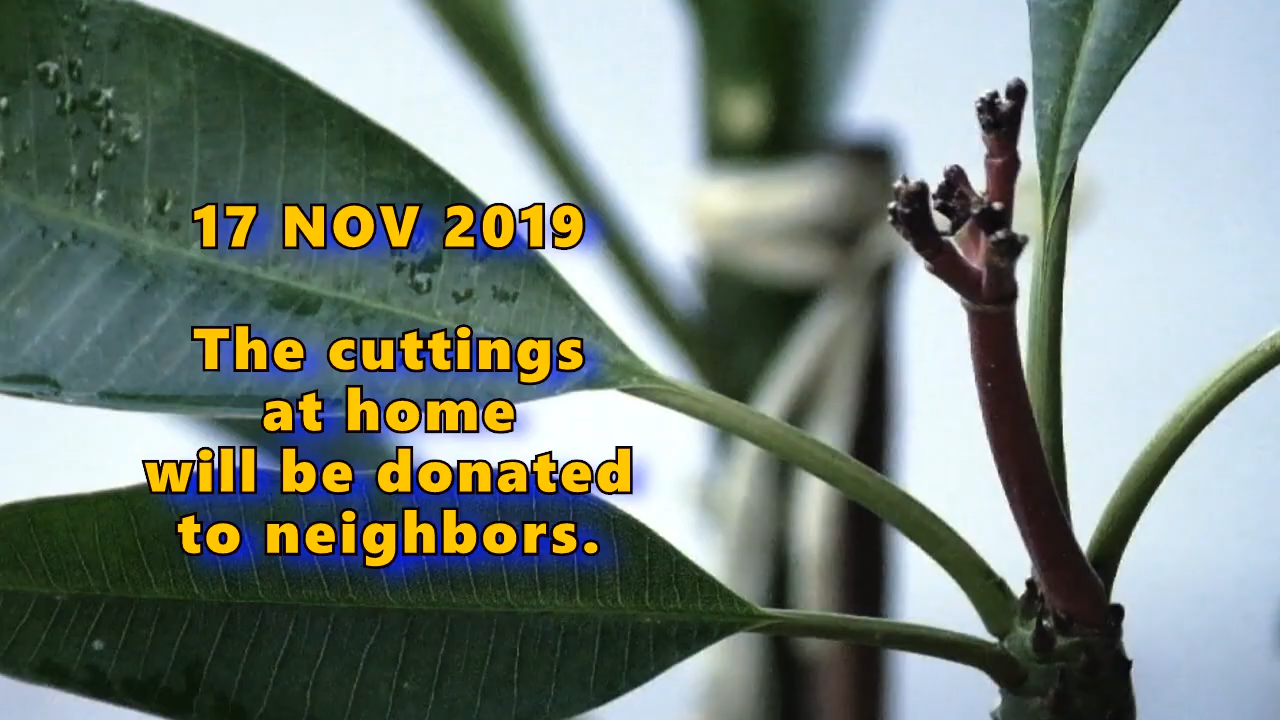 17 NOV 2019
The cuttings
at home
will be donated
to neighbors.